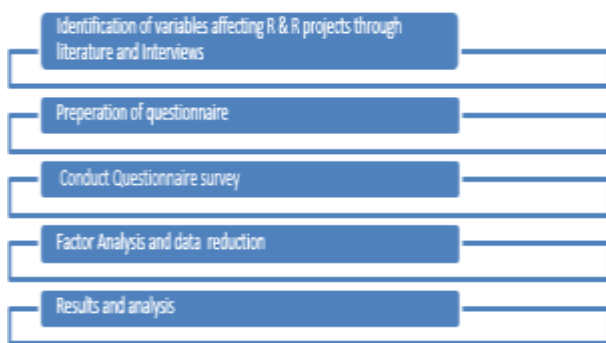 Identification of variables affecting R & R projects through
literature and Interviews
Preperation of questionnaire
Conduct Questionnaire survey
Factor Analysis and data reduction
Results and analysis